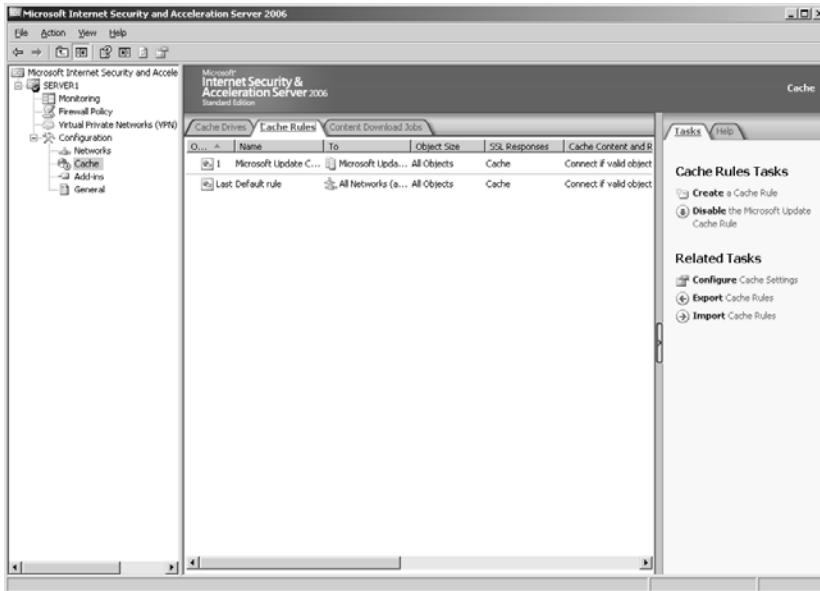 Microsoft Internet Security and Acceleration Server 2006
File Action View Help
Microsoft Internet Security and Accele
SERVER1
Monitoring
Firewall Policy
Virtual Private Networks (VPN)
Configuration
Networks
Cache
Add-ins
General
Microsoft
Internet Security &
Acceleration Server 2006
Standard Edition
Cache
Cache Drives Cache Rules Content Download Jobs
O... Name To Object Size SSL Responses Cache Content and R
1 Microsoft Update C... Microsoft Upda... All Objects Cache Connect if valid object
Last Default rule All Networks (a... All Objects Cache Connect if valid object
Tasks Help
Cache Rules Tasks
Create a Cache Rule
Disable the Microsoft Update
Cache Rule
Related Tasks
Configure Cache Settings
Export Cache Rules
Import Cache Rules